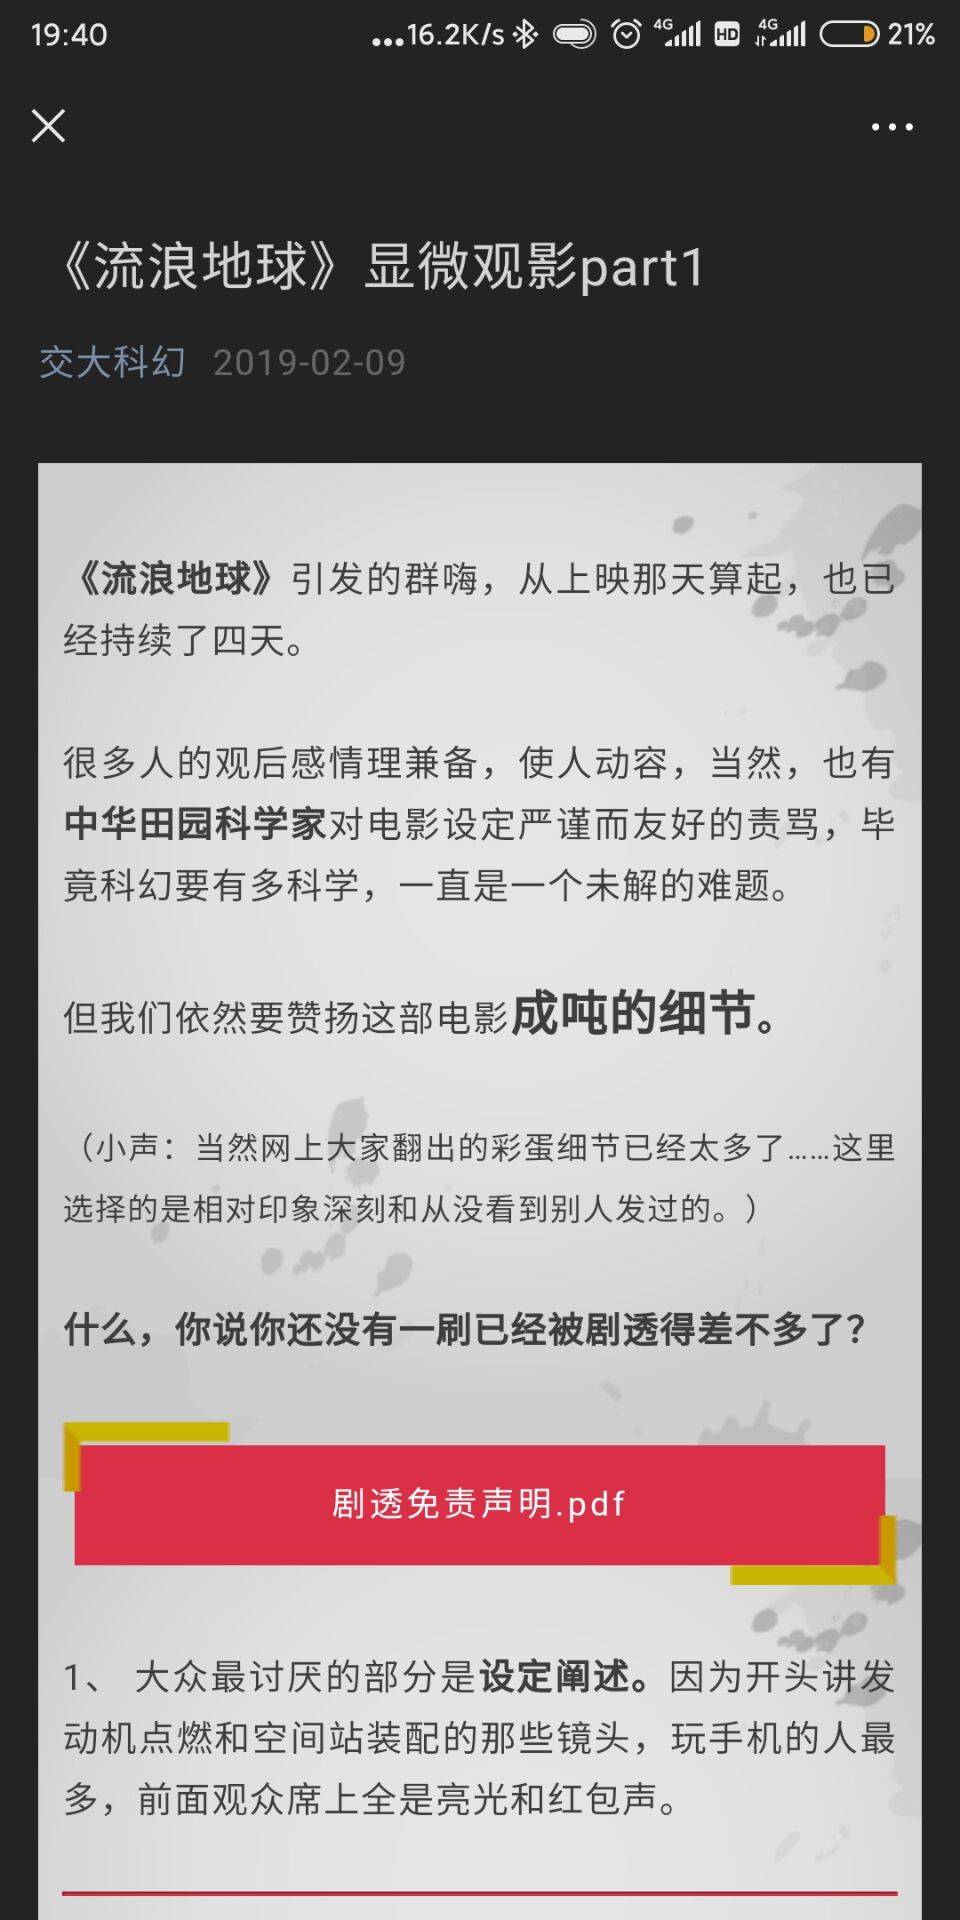 19:40
...16.2K/s 4G HD 4G 21%
《流浪地球》显微观影part1
交大科幻 2019-02-09
《流浪地球》引发的群嗨，从上映那天算起，也已
经持续了四天。
很多人的观后感情理兼备，使人动容，当然，也有
中华田园科学家对电影设定严谨而友好的责骂，毕
竟科幻要有多科学，一直是一个未解的难题。
但我们依然要赞扬这部电影成吨的细节。
（小声：当然网上大家翻出的彩蛋细节已经太多了……这里
选择的是相对印象深刻和从没看到别人发过的。）
什么，你说你还没有一刷已经被剧透得差不多了？
剧透免责声明.pdf
1、 大众最讨厌的部分是设定阐述。因为开头讲发
动机点燃和空间站装配的那些镜头，玩手机的人最
多，前面观众席上全是亮光和红包声。